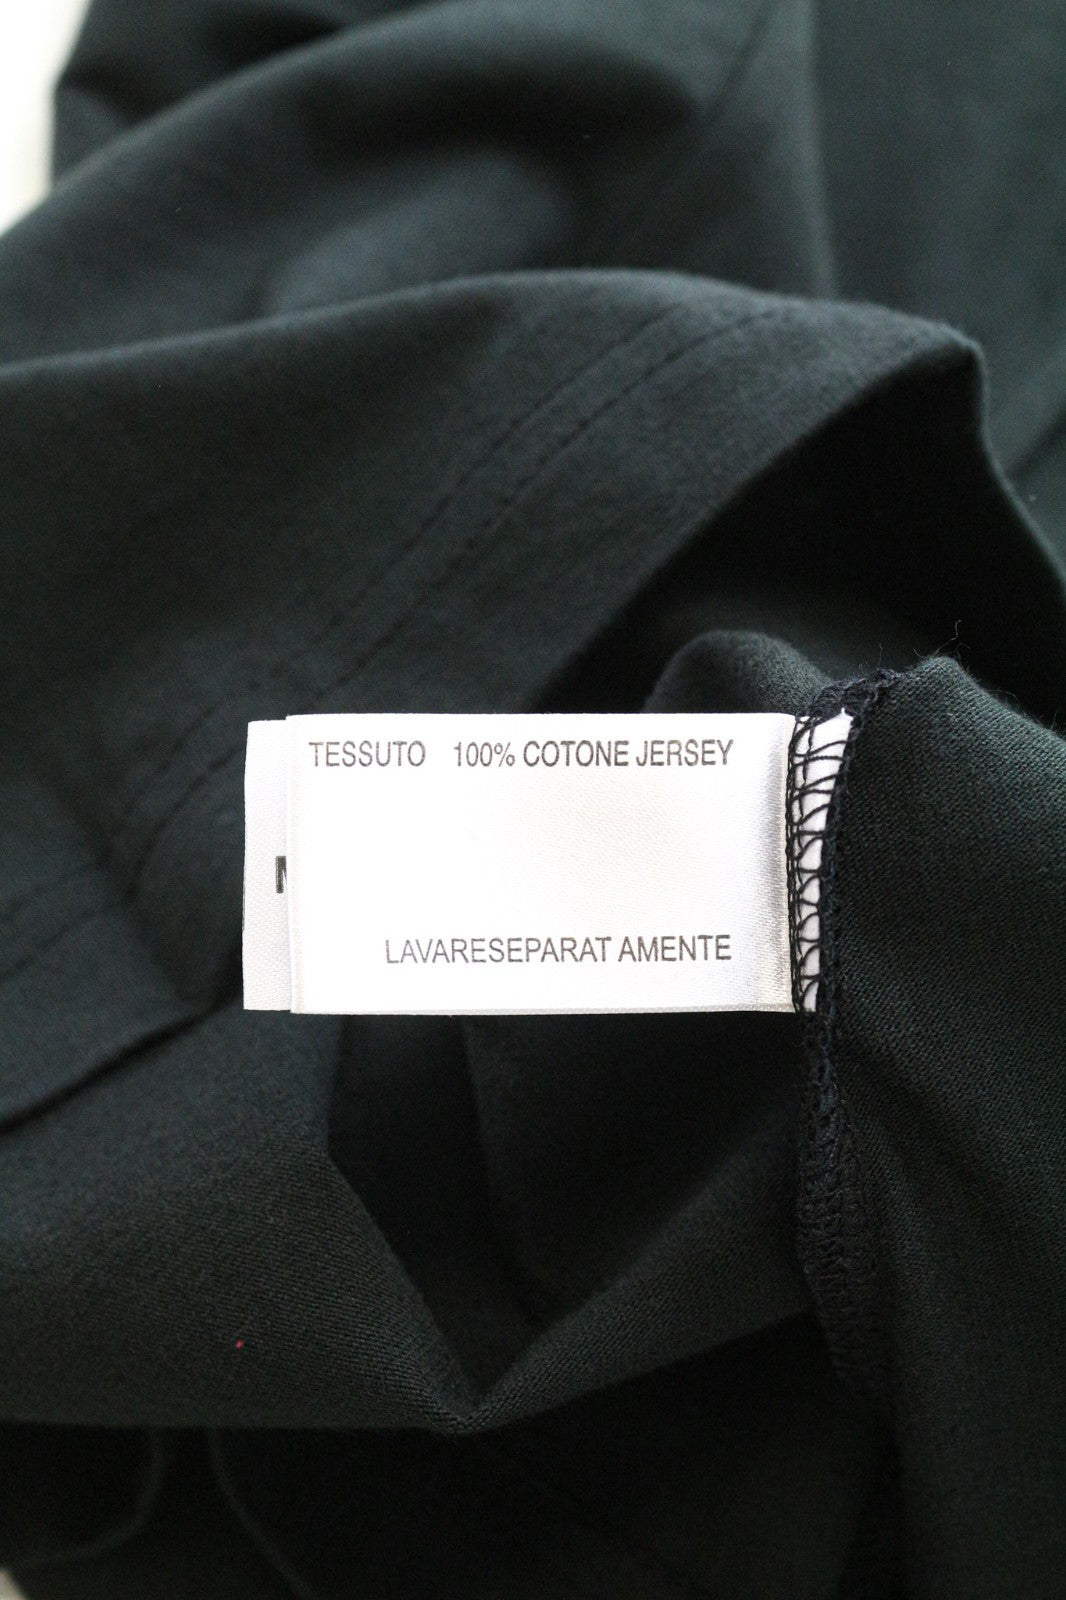 TESSUTO 100% COTONE JERSEY
LAVARESEPARAT AMENTE